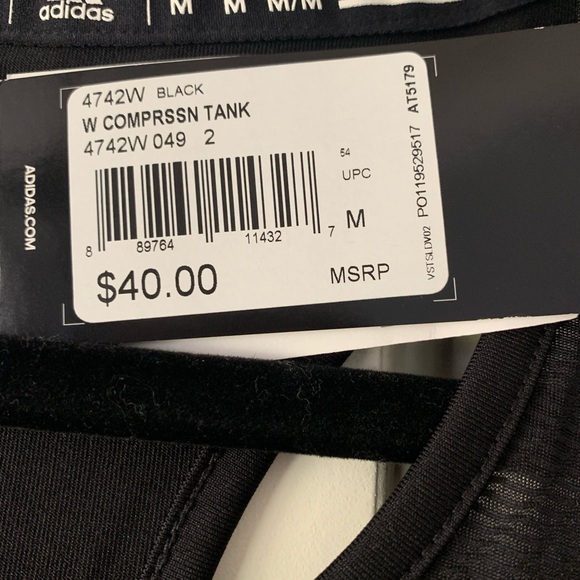 adidas
M M M/M
4742W BLACK
W COMPRSSN TANK
4742W 049 2
54
UPC
8 89764 11432 7
M
$40.00
MSRP
VSTSLDV02 PO119529517 AT5179
ADIDAS.COM